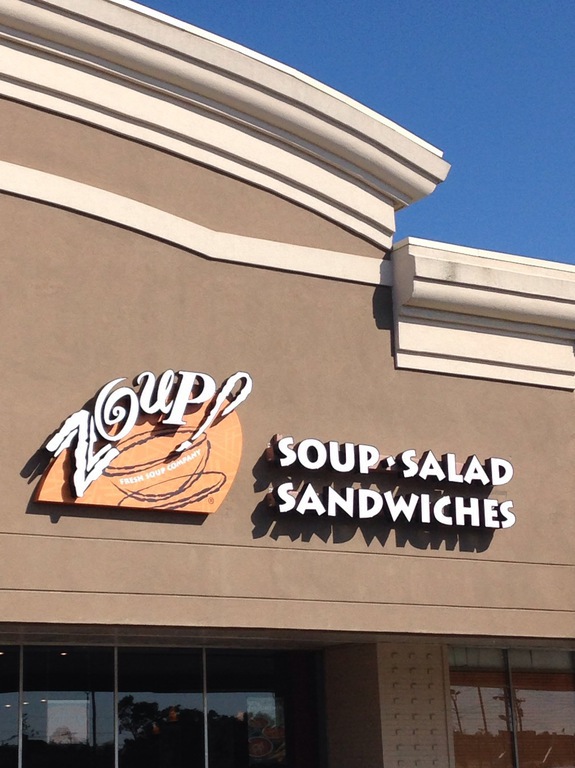 ZOUP!
FRESH SOUP COMPANY
®
SOUP • SALAD
SANDWICHES